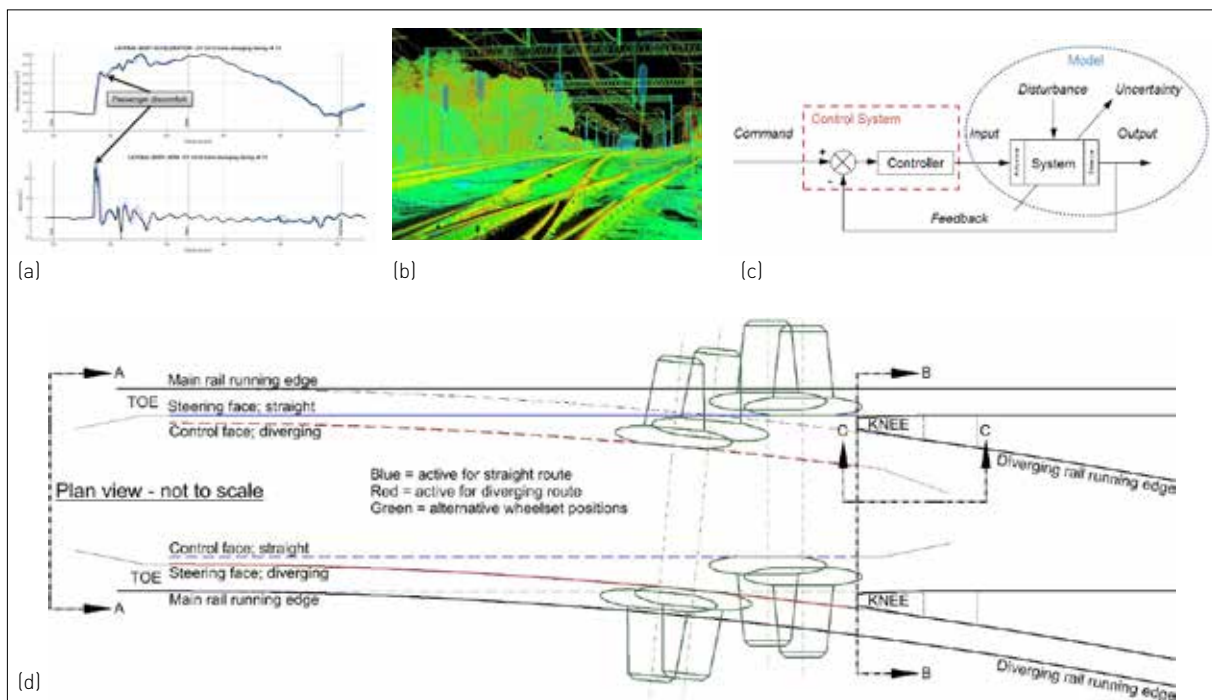 Passenger discomfort
(a)
(b)
Model
Disturbance
Uncertainty
Control System
Command
Input
Output
+
Controller
System
-
Feedback
(c)
A
B
Main rail running edge
TOE
Steering face; straight
KNEE
Control face; diverging
C
C
Blue = active for straight route
Red = active for diverging route
Green = alternative wheelset positions
Plan view - not to scale
Diverging rail running edge
Control face; straight
TOE
Steering face; diverging
KNEE
Main rail running edge
A
Diverging rail running edge
B
(d)